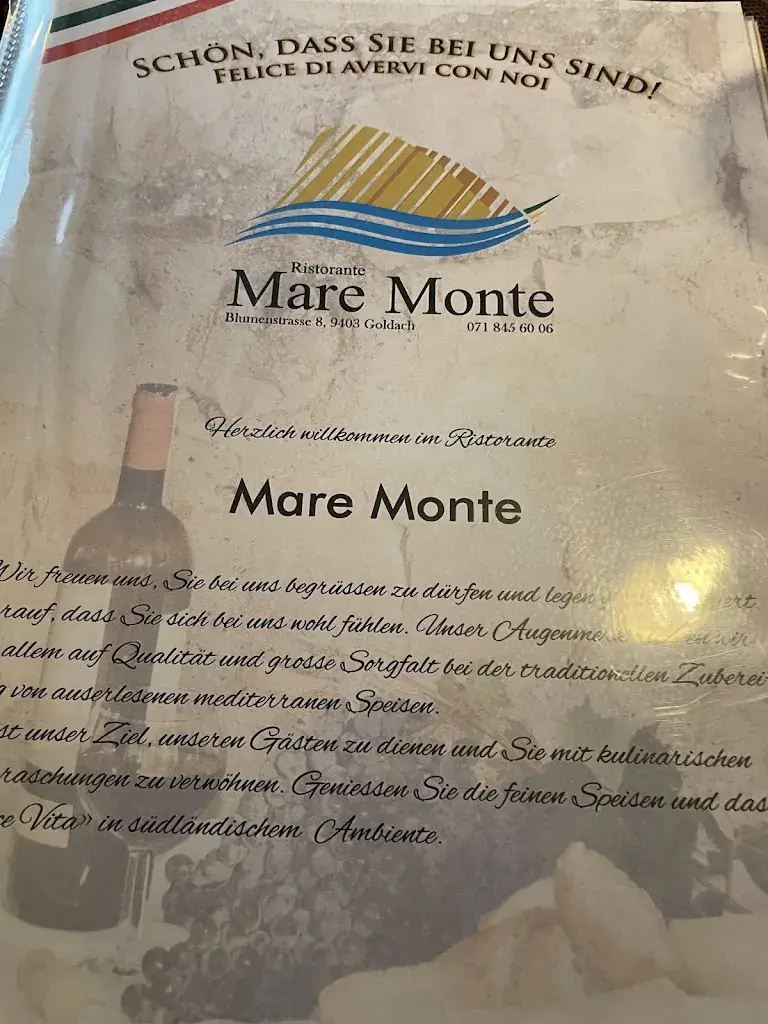 SCHÖN, DASS SIE BEI UNS SIND!
FELICE DI AVERVI CON NOI
Ristorante
Mare Monte
Blumenstrasse 8, 9403 Goldach 071 845 60 06
Herzlich willkommen im Ristorante
Mare Monte
Wir freuen uns, Sie bei uns begrüssen zu dürfen und legen
rauf, dass Sie sich bei uns wohl fühlen. Unser Augenmerk
allem auf Qualität und grosse Sorgfalt bei der traditionellen Zuberei
g von auserlesenen mediterranen Speisen.
st unser Ziel, unseren Gästen zu dienen und Sie mit kulinarischen
raschungen zu verwöhnen. Geniessen Sie die feinen Speisen und das
ce Vita» in südländischem Ambiente.